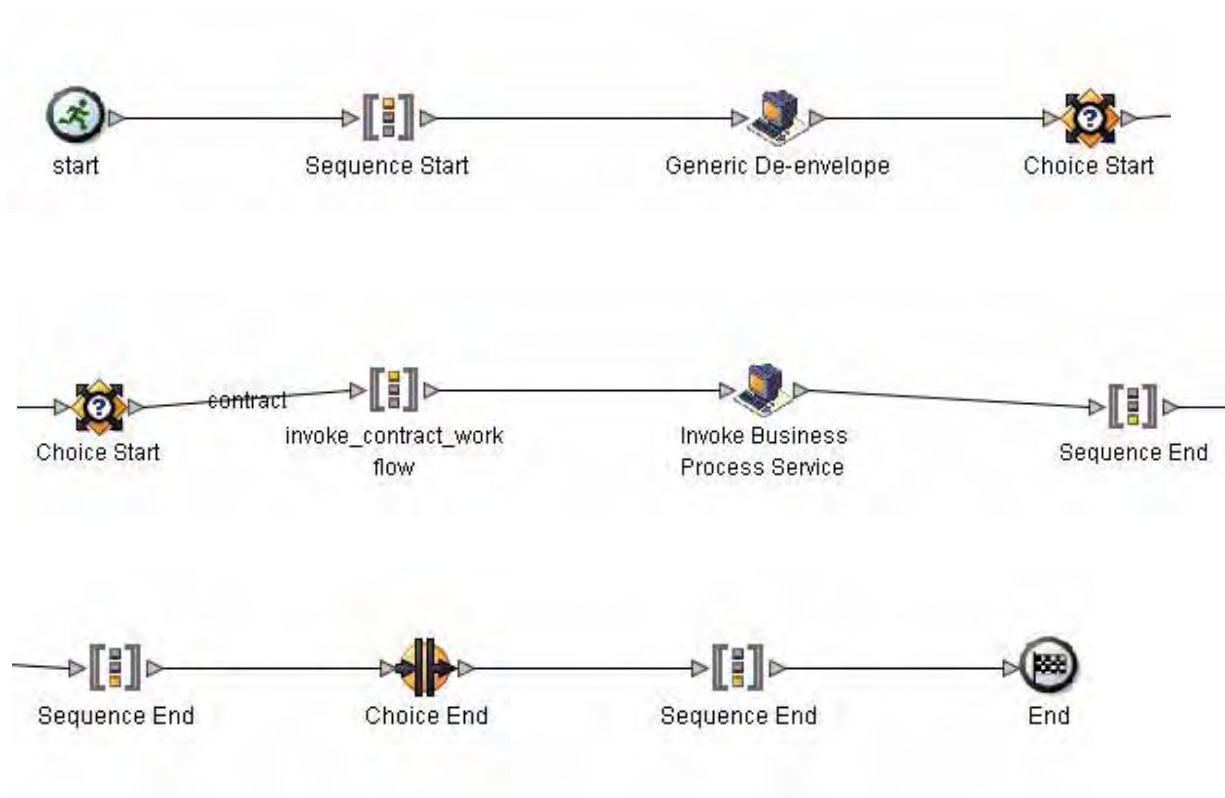 start
Sequence Start
Generic De-envelope
Choice Start
contract
Choice Start
invoke_contract_work
flow
Invoke Business
Process Service
Sequence End
Sequence End
Choice End
Sequence End
End